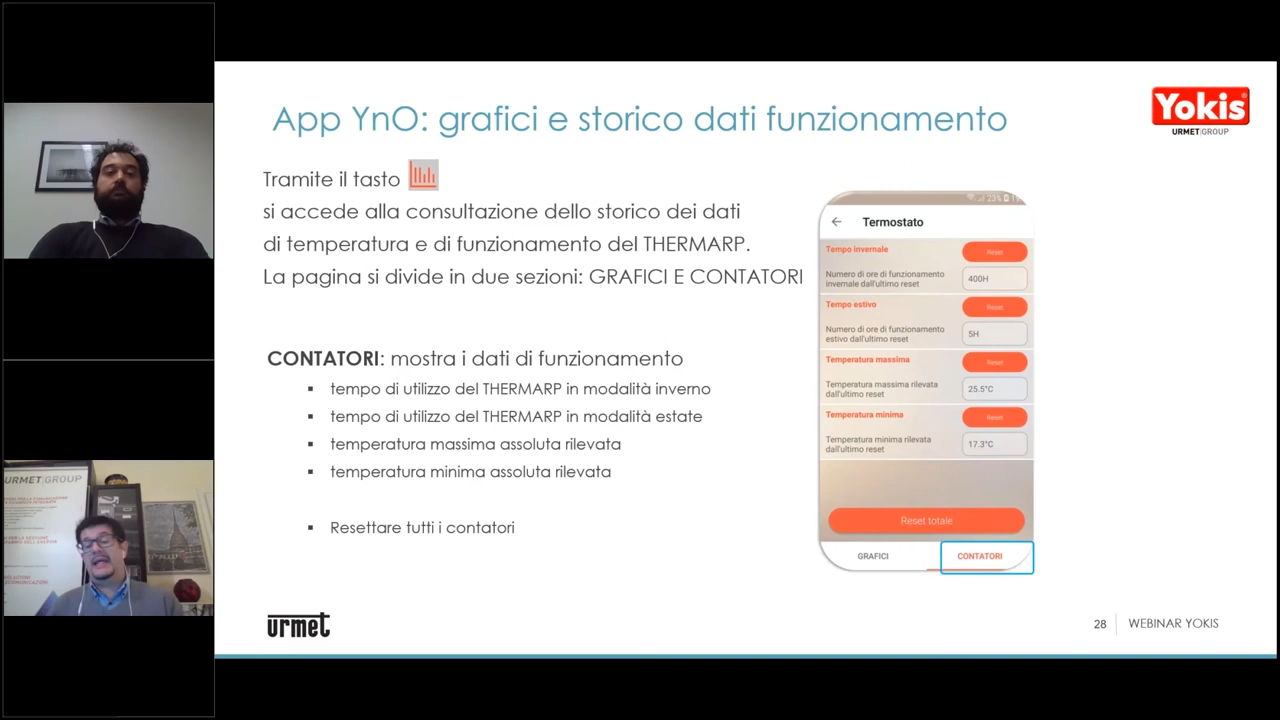 App YnO: grafici e storico dati funzionamento
Yokis
URMET GROUP
Tramite il tasto
si accede alla consultazione dello storico dei dati
di temperatura e di funzionamento del THERMARP.
La pagina si divide in due sezioni: GRAFICI E CONTATORI
CONTATORI: mostra i dati di funzionamento
▪ tempo di utilizzo del THERMARP in modalità inverno
▪ tempo di utilizzo del THERMARP in modalità estate
▪ temperatura massima assoluta rilevata
▪ temperatura minima assoluta rilevata
▪ Resettare tutti i contatori
23%
Termostato
Tempo invernale
Reset
Numero di ore di funzionamento
invernale dall'ultimo reset
400H
Tempo estivo
Reset
Numero di ore di funzionamento
estivo dall'ultimo reset
5H
Temperatura massima
Reset
Temperatura massima rilevata
dall'ultimo reset
25.5°C
Temperatura minima
Reset
Temperatura minima rilevata
dall'ultimo reset
17.3°C
Reset totale
GRAFICI
CONTATORI
URMET GROUP
urmet
28
WEBINAR YOKIS